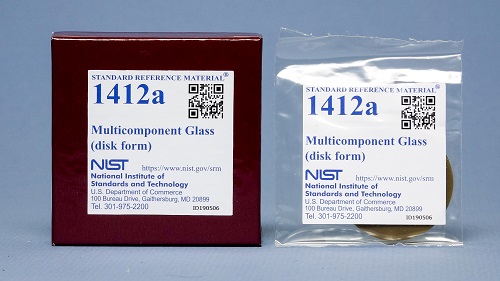 STANDARD REFERENCE MATERIAL®
1412a
Multicomponent Glass
(disk form)
NIST https://www.nist.gov/srm
National Institute of
Standards and Technology
U.S. Department of Commerce
100 Bureau Drive, Gaithersburg, MD 20899
Tel. 301-975-2200 ID190506
STANDARD REFERENCE MATERIAL®
1412a
Multicomponent Glass
(disk form)
NIST https://www.nist.gov/srm
National Institute of
Standards and Technology
U.S. Department of Commerce
100 Bureau Drive, Gaithersburg, MD 20899
Tel. 301-975-2200 ID190506